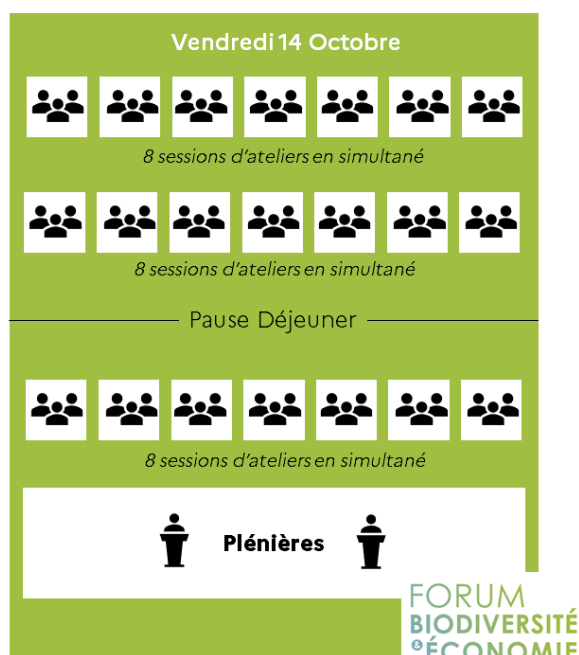 Vendredi 14 Octobre
8 sessions d'ateliers en simultané
8 sessions d'ateliers en simultané
Pause Déjeuner
8 sessions d'ateliers en simultané
Plénières
FORUM
BIODIVERSITÉ
&ÉCONOMIE